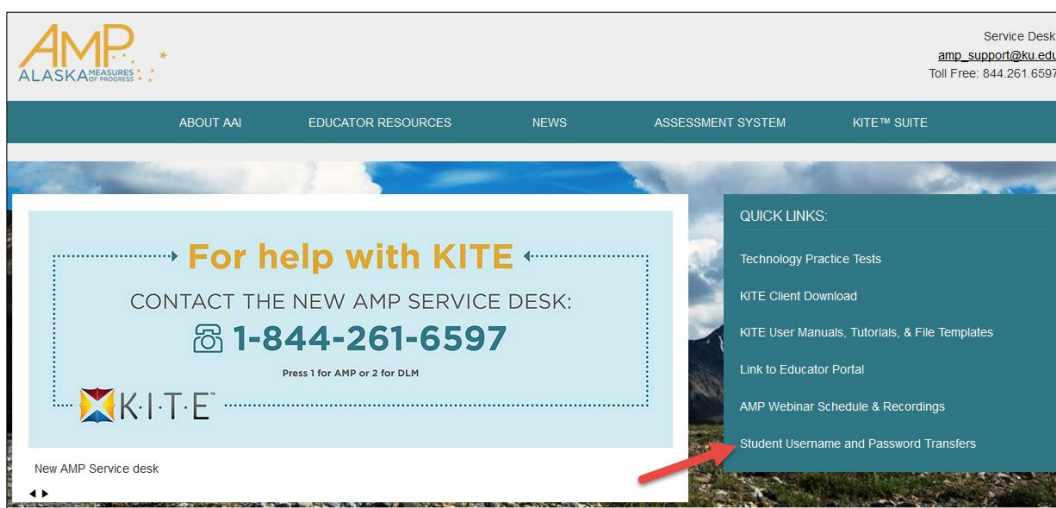 AMP
ALASKA MEASURES OF PROGRESS
Service Desk
amp_support@ku.edu
Toll Free: 844.261.6597
ABOUT AAI EDUCATOR RESOURCES NEWS ASSESSMENT SYSTEM KITE™ SUITE
For help with KITE
CONTACT THE NEW AMP SERVICE DESK:
1-844-261-6597
Press 1 for AMP or 2 for DLM
K·I·T·E™
New AMP Service desk
QUICK LINKS:
Technology Practice Tests
KITE Client Download
KITE User Manuals, Tutorials, & File Templates
Link to Educator Portal
AMP Webinar Schedule & Recordings
Student Username and Password Transfers